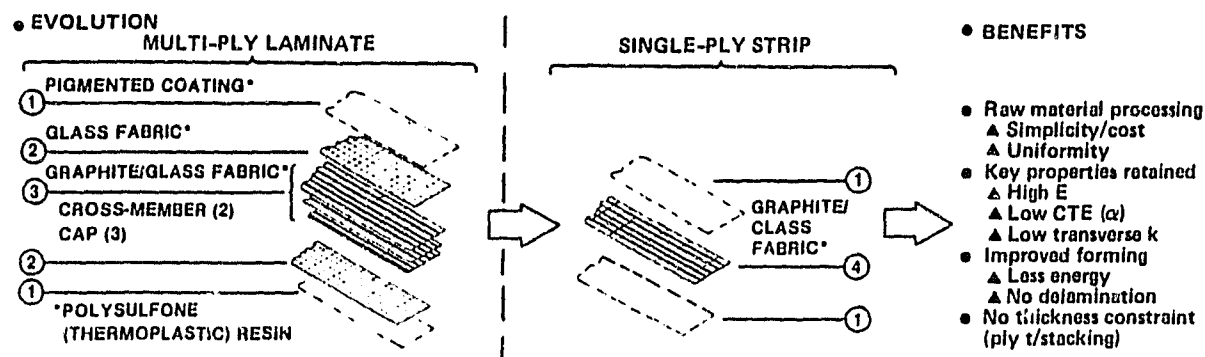 • EVOLUTION
MULTI-PLY LAMINATE
① PIGMENTED COATING*
② GLASS FABRIC*
③ GRAPHITE/GLASS FABRIC*
CROSS-MEMBER (2)
CAP (3)
②
①
*POLYSULFONE
(THERMOPLASTIC) RESIN
SINGLE-PLY STRIP
①
GRAPHITE/
GLASS
FABRIC*
④
①
• BENEFITS
• Raw material processing
▲ Simplicity/cost
▲ Uniformity
• Key properties retained
▲ High E
▲ Low CTE (α)
▲ Low transverse k
• Improved forming
▲ Less energy
▲ No delamination
• No thickness constraint
(ply t/stacking)